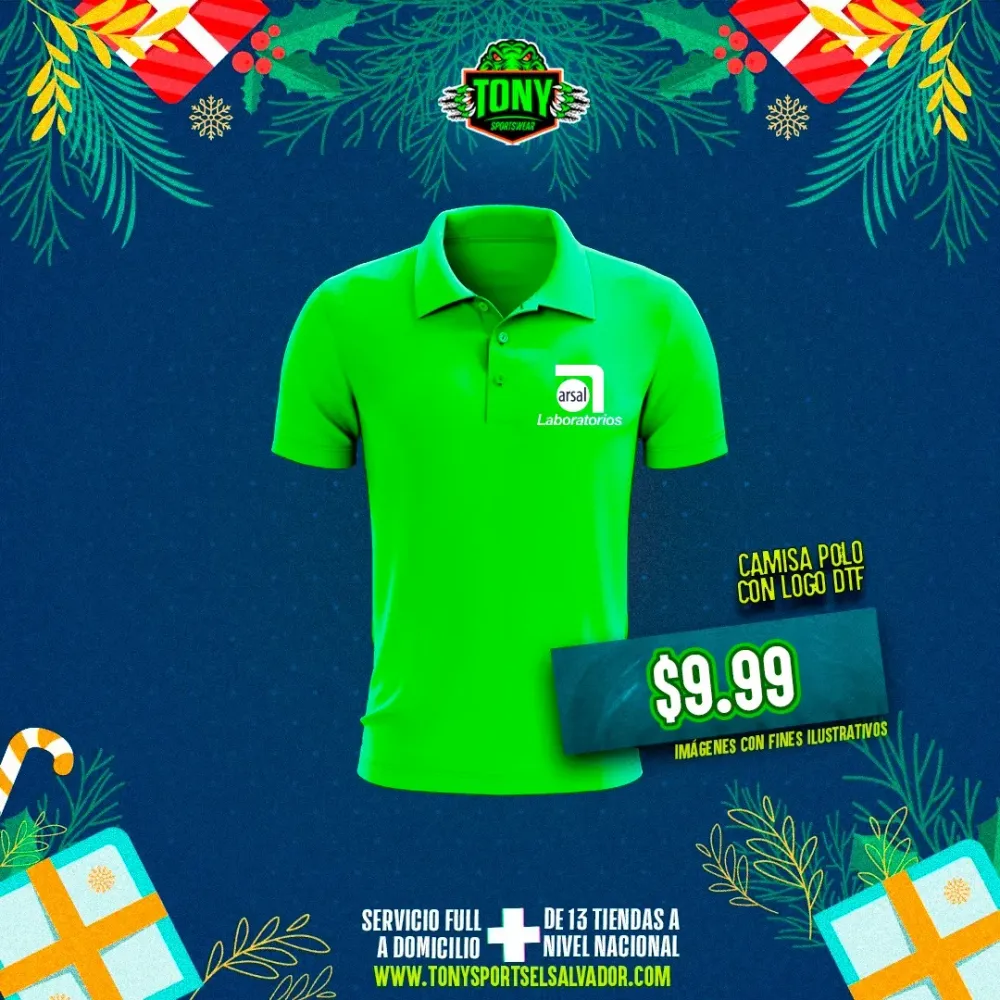 TONY
SPORTSWEAR
arsal
Laboratorios
CAMISA POLO
CON LOGO DTF
$9.99
IMÁGENES CON FINES ILUSTRATIVOS
SERVICIO FULL
A DOMICILIO
DE 13 TIENDAS A
NIVEL NACIONAL
WWW.TONYSPORTSELSALVADOR.COM